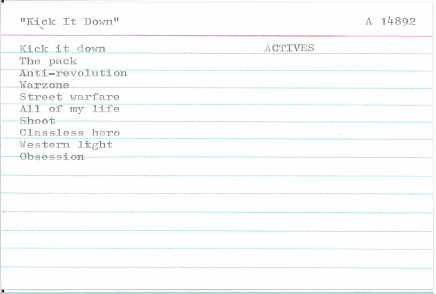 "Kick It Down" A 14892
Kick it down ACTIVES
The pack
Anti-revolution
Warzone
Street warfare
All of my life
Shoot
Classless hero
Western light
Obsession